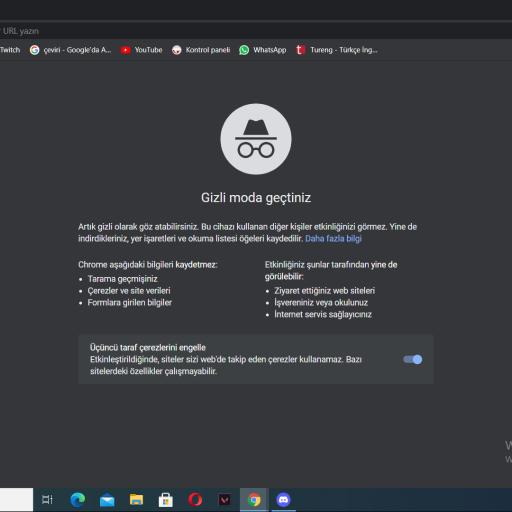 URL yazın
Twitch
çeviri - Google'da A...
YouTube
Kontrol paneli
WhatsApp
Tureng - Türkçe İng...
Gizli moda geçtiniz
Artık gizli olarak göz atabilirsiniz. Bu cihazı kullanan diğer kişiler etkinliğinizi görmez. Yine de
indirdikleriniz, yer işaretleri ve okuma listesi öğeleri kaydedilir. Daha fazla bilgi
Chrome aşağıdaki bilgileri kaydetmez:
• Tarama geçmişiniz
• Çerezler ve site verileri
• Formlara girilen bilgiler
Etkinliğiniz şunlar tarafından yine de
görülebilir:
• Ziyaret ettiğiniz web siteleri
• İşvereniniz veya okulunuz
• İnternet servis sağlayıcınız
Üçüncü taraf çerezlerini engelle
Etkinleştirildiğinde, siteler sizi web'de takip eden çerezler kullanamaz. Bazı
sitelerdeki özellikler çalışmayabilir.